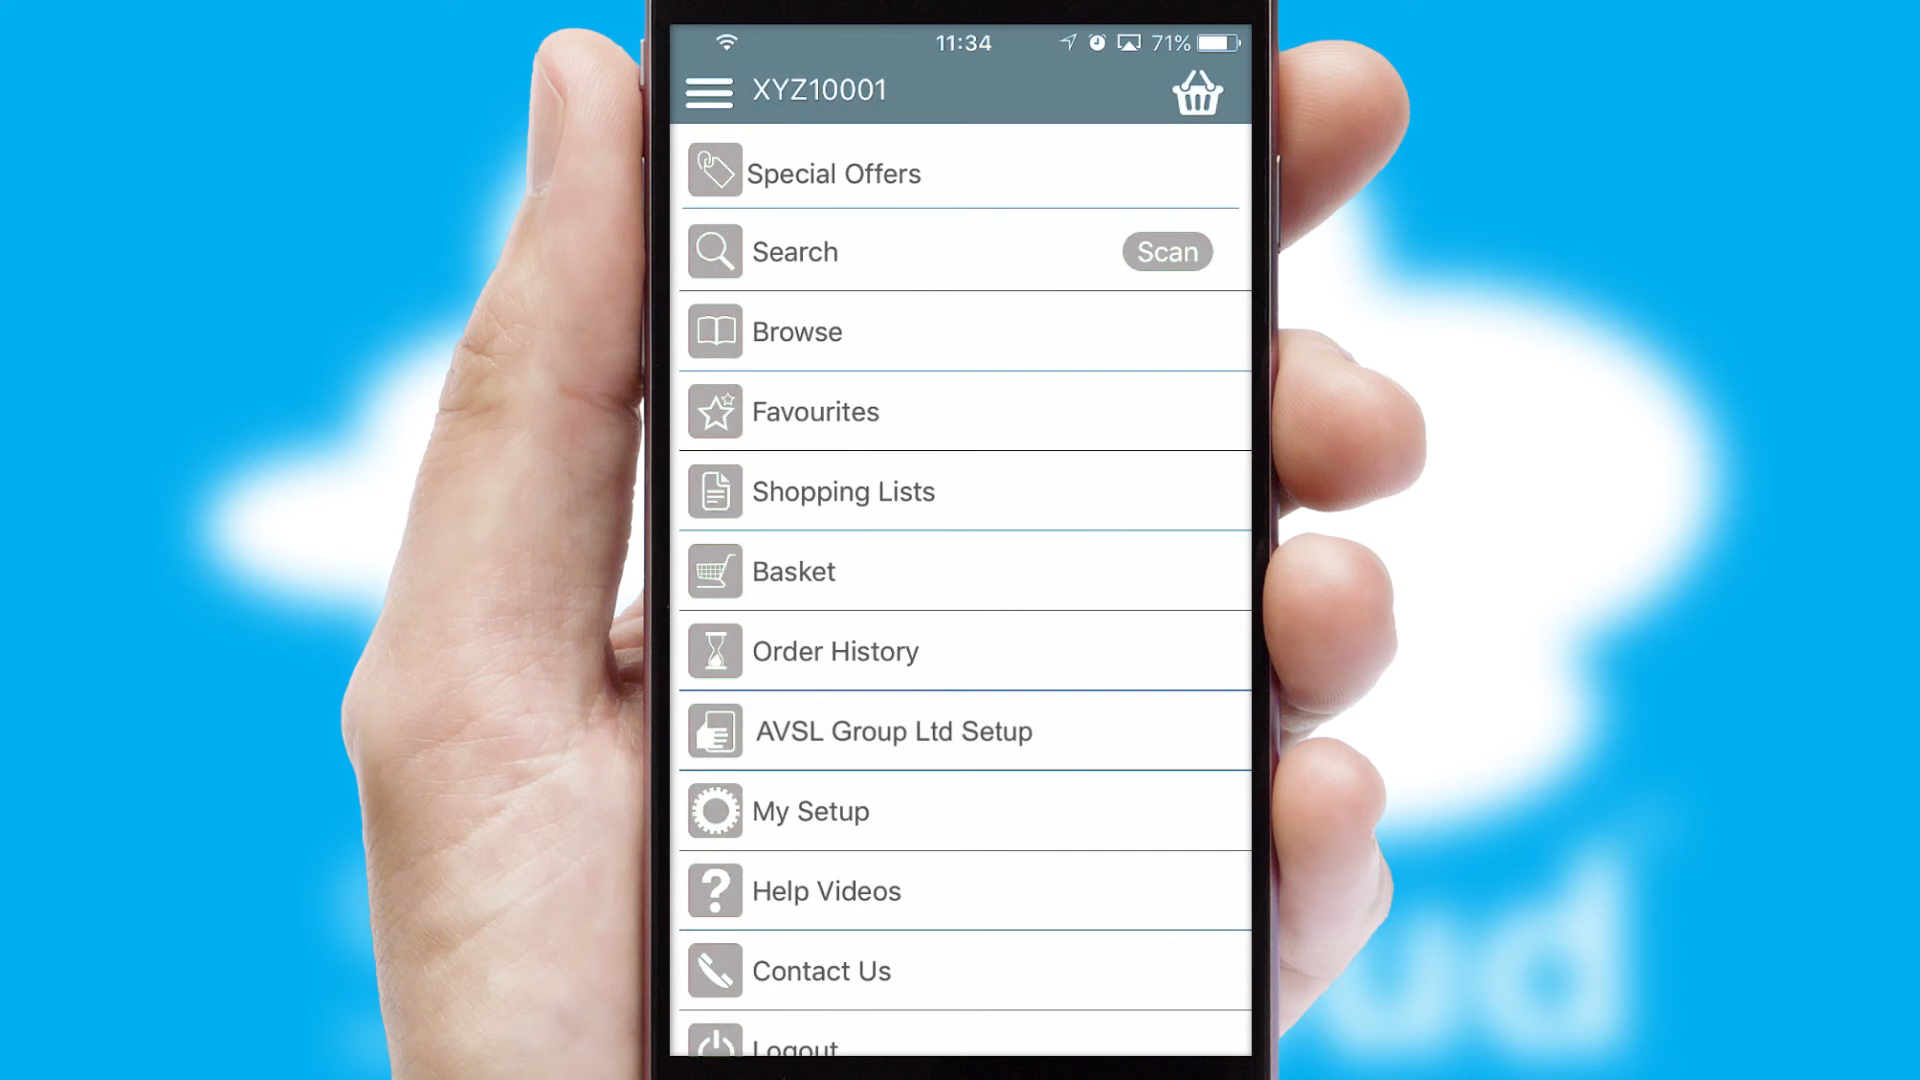 11:34 71%
XYZ10001
Special Offers
Search Scan
Browse
Favourites
Shopping Lists
Basket
Order History
AVSL Group Ltd Setup
My Setup
Help Videos
Contact Us
Logout
ud